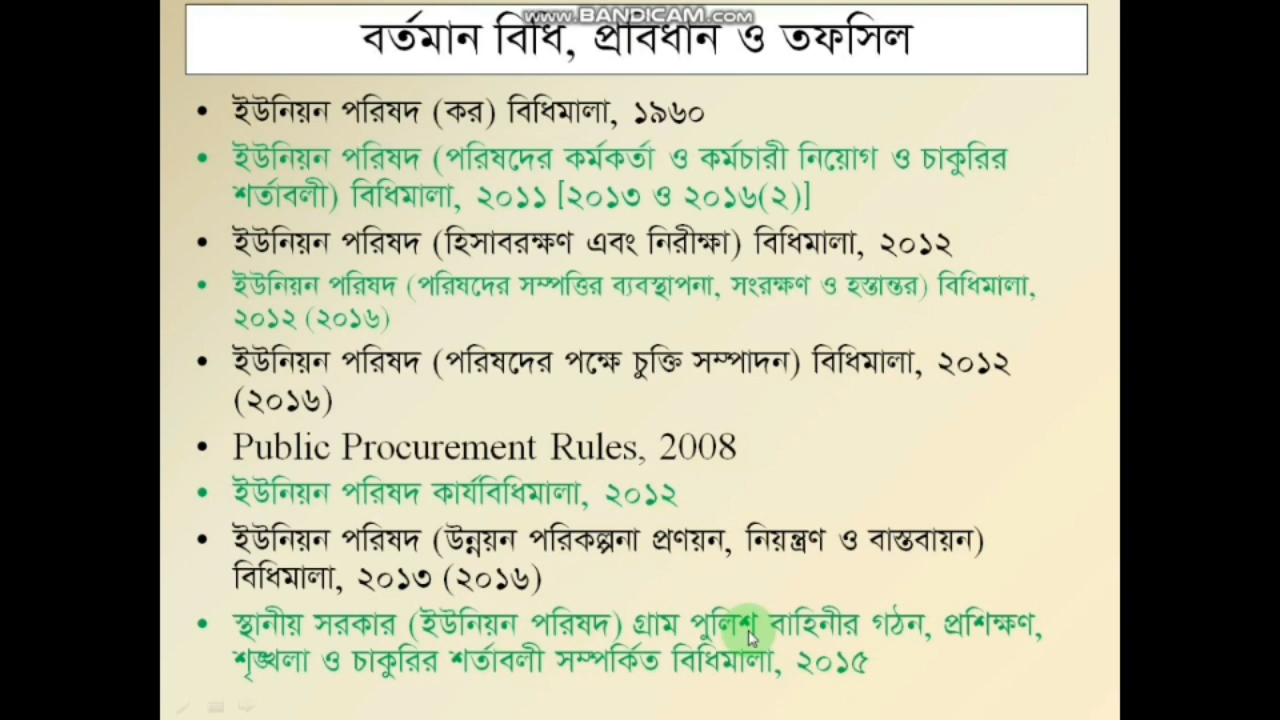 www.BANDICAM.com
বর্তমান বিধি, প্রবিধান ও তফসিল
• ইউনিয়ন পরিষদ (কর) বিধিমালা, ১৯৬০
• ইউনিয়ন পরিষদ (পরিষদের কর্মকর্তা ও কর্মচারী নিয়োগ ও চাকুরির
শর্তাবলী) বিধিমালা, ২০১১ [২০১৩ ও ২০১৬(২)]
• ইউনিয়ন পরিষদ (হিসাবরক্ষণ এবং নিরীক্ষা) বিধিমালা, ২০১২
• ইউনিয়ন পরিষদ (পরিষদের সম্পত্তির ব্যবস্থাপনা, সংরক্ষণ ও হস্তান্তর) বিধিমালা,
২০১২ (২০১৬)
• ইউনিয়ন পরিষদ (পরিষদের পক্ষে চুক্তি সম্পাদন) বিধিমালা, ২০১২
(২০১৬)
• Public Procurement Rules, 2008
• ইউনিয়ন পরিষদ কার্যবিধিমালা, ২০১২
• ইউনিয়ন পরিষদ (উন্নয়ন পরিকল্পনা প্রণয়ন, নিয়ন্ত্রণ ও বাস্তবায়ন)
বিধিমালা, ২০১৩ (২০১৬)
• স্থানীয় সরকার (ইউনিয়ন পরিষদ) গ্রাম পুলিশ বাহিনীর গঠন, প্রশিক্ষণ,
শৃঙ্খলা ও চাকুরির শর্তাবলী সম্পর্কিত বিধিমালা, ২০১৫